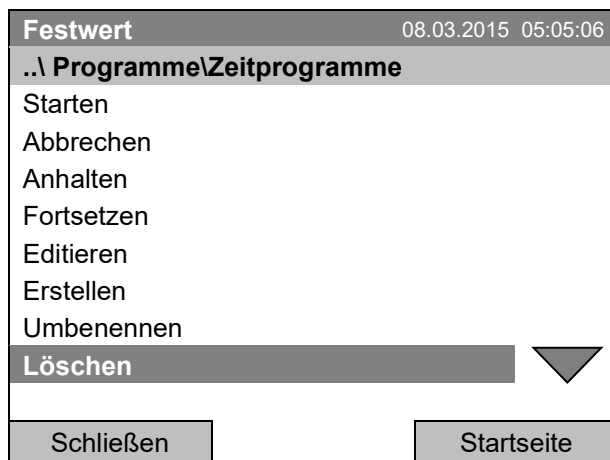 Festwert 08.03.2015 05:05:06
..\ Programme\Zeitprogramme
Starten
Abbrechen
Anhalten
Fortsetzen
Editieren
Erstellen
Umbenennen
Löschen
Schließen Startseite